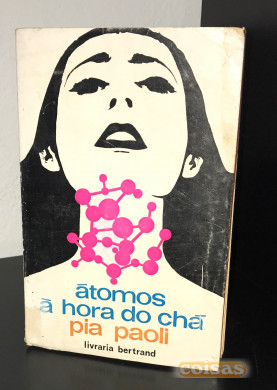 átomos
à hora do chá
pia paoli
livraria bertrand
coisas